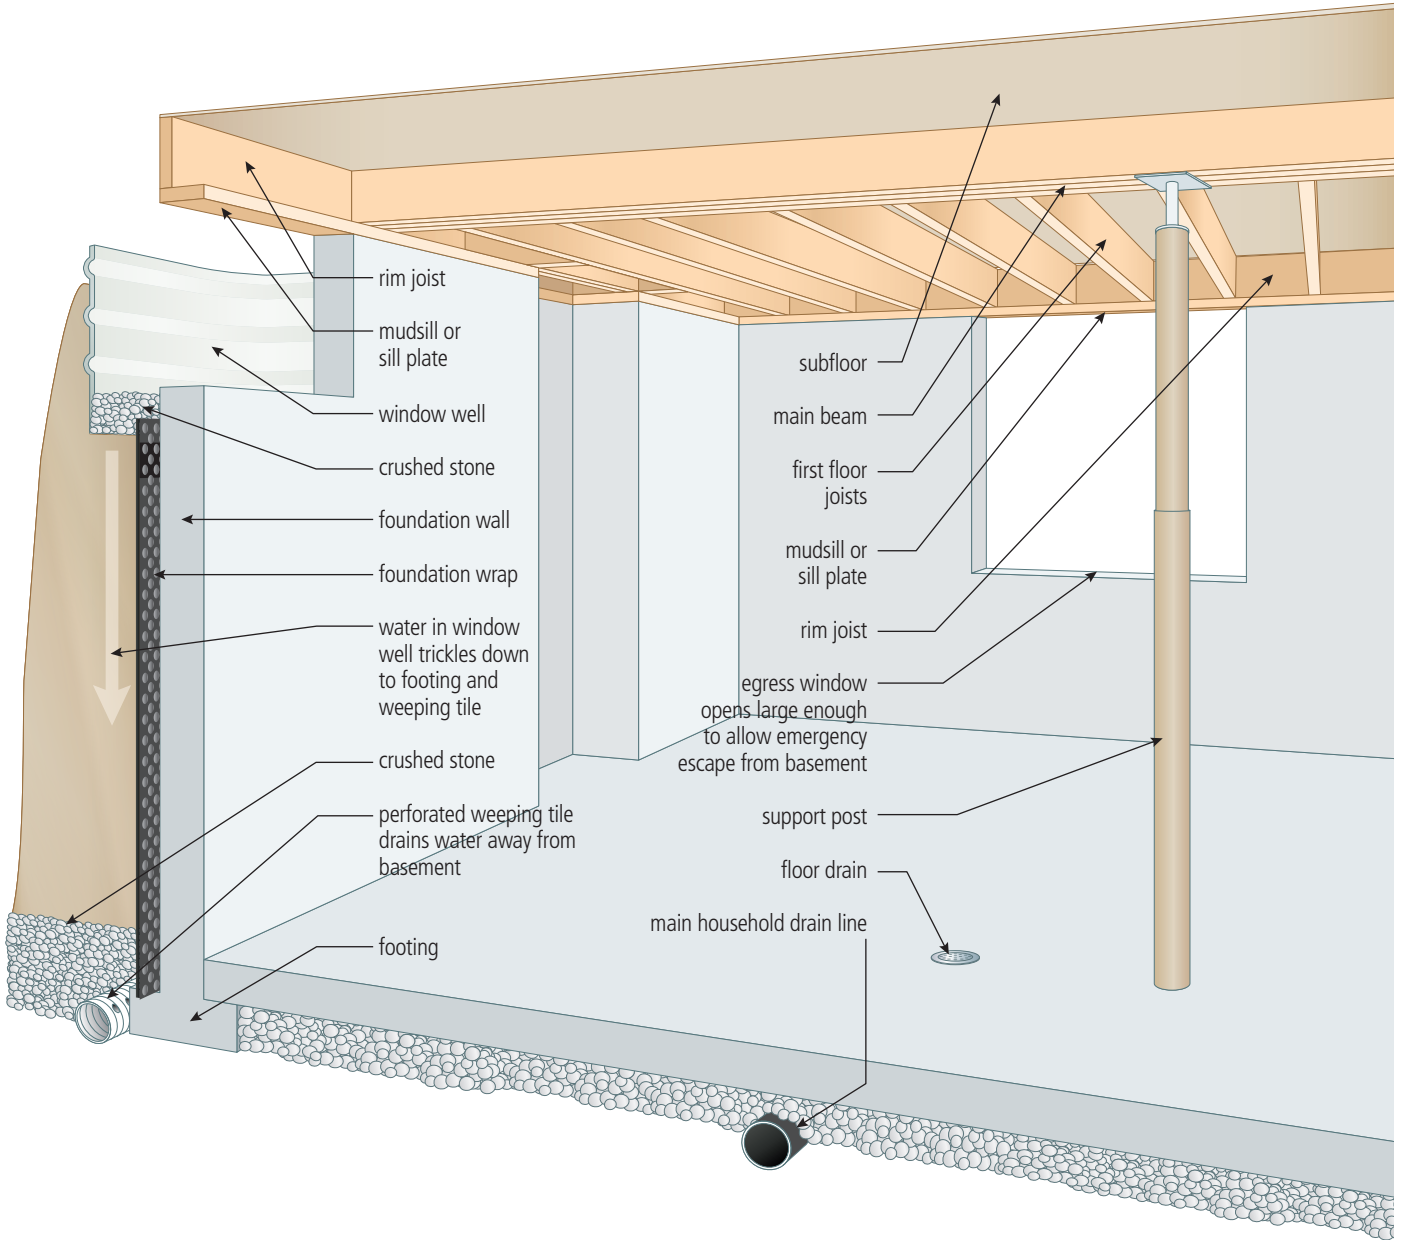 rim joist
mudsill or
sill plate
window well
crushed stone
foundation wall
foundation wrap
water in window
well trickles down
to footing and
weeping tile
crushed stone
perforated weeping tile
drains water away from
basement
footing
subfloor
main beam
first floor
joists
mudsill or
sill plate
rim joist
egress window
opens large enough
to allow emergency
escape from basement
support post
floor drain
main household drain line